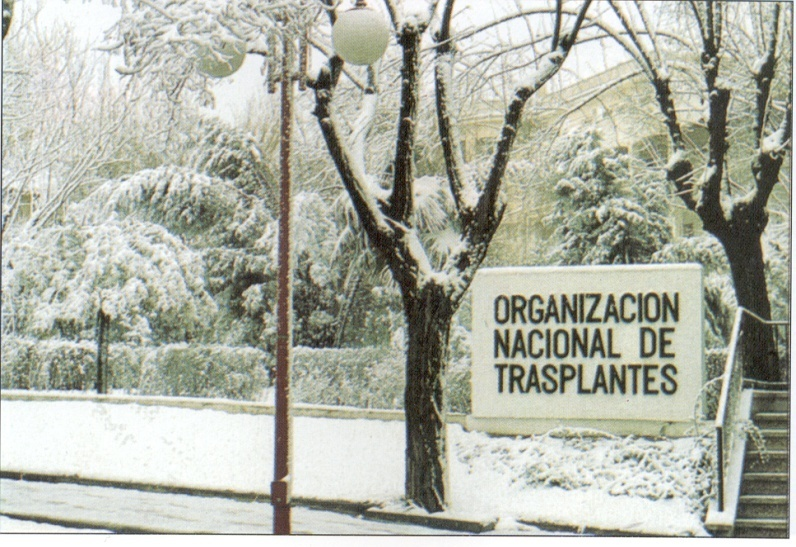 ORGANIZACION
NACIONAL DE
TRASPLANTES